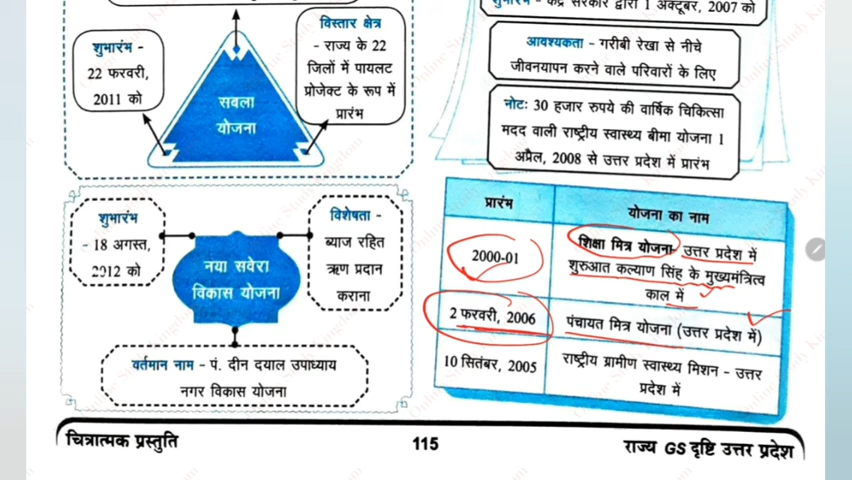 शुभारंभ -
22 फरवरी,
2011 को
सबला
योजना
विस्तार क्षेत्र
- राज्य के 22
जिलों में पायलट
प्रोजेक्ट के रूप में
प्रारंभ
शुभारंभ - केंद्र सरकार द्वारा 1 अक्टूबर, 2007 को
आवश्यकता - गरीबी रेखा से नीचे
जीवनयापन करने वाले परिवारों के लिए
नोटः 30 हजार रुपये की वार्षिक चिकित्सा
मदद वाली राष्ट्रीय स्वास्थ्य बीमा योजना 1
अप्रैल, 2008 से उत्तर प्रदेश में प्रारंभ
शुभारंभ
- 18 अगस्त,
2012 को
नया सवेरा
विकास योजना
विशेषता -
ब्याज रहित
ऋण प्रदान
कराना
वर्तमान नाम - पं. दीन दयाल उपाध्याय
नगर विकास योजना
प्रारंभ
योजना का नाम
2000-01
शिक्षा मित्र योजना- उत्तर प्रदेश में
शुरुआत कल्याण सिंह के मुख्यमंत्रित्व
काल में
2 फरवरी, 2006
पंचायत मित्र योजना (उत्तर प्रदेश में)
10 सितंबर, 2005
राष्ट्रीय ग्रामीण स्वास्थ्य मिशन - उत्तर
प्रदेश में
चित्रात्मक प्रस्तुति
115
राज्य GS दृष्टि उत्तर प्रदेश